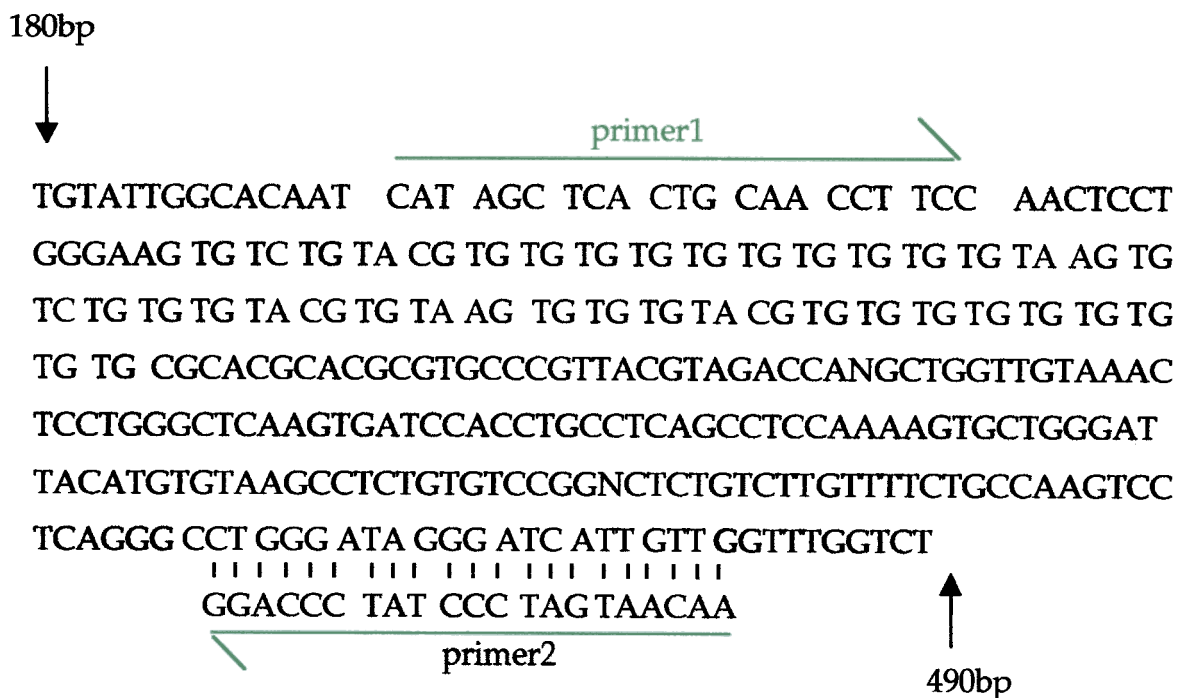 180bp
primer1
TGTATTGGCACAAT CAT AGC TCA CTG CAA CCT TCC AACTCCT
GGGAAG TG TC TG TA CG TG TG TG TG TG TG TG TG TG TG TA AG TG
TC TG TG TG TA CG TG TA AG TG TG TG TA CG TG TG TG TG TG TG TG
TG TG CGCACGCACGCGTGCCCGTTACGTAGACCANGCTGGTTGTAAAC
TCCTGGGCTCAAGTGATCCACCTGCCTCAGCCTCCAAAAGTGCTGGGAT
TACATGTGTAAGCCTCTGTGTCCGGNCTCTGTCTTGTTTTCTGCCAAGTCC
TCAGGG CCT GGG ATA GGG ATC ATT GTT GGTTTGGTCT
GGACCC TAT CCC TAGTAACAA
primer2
490bp